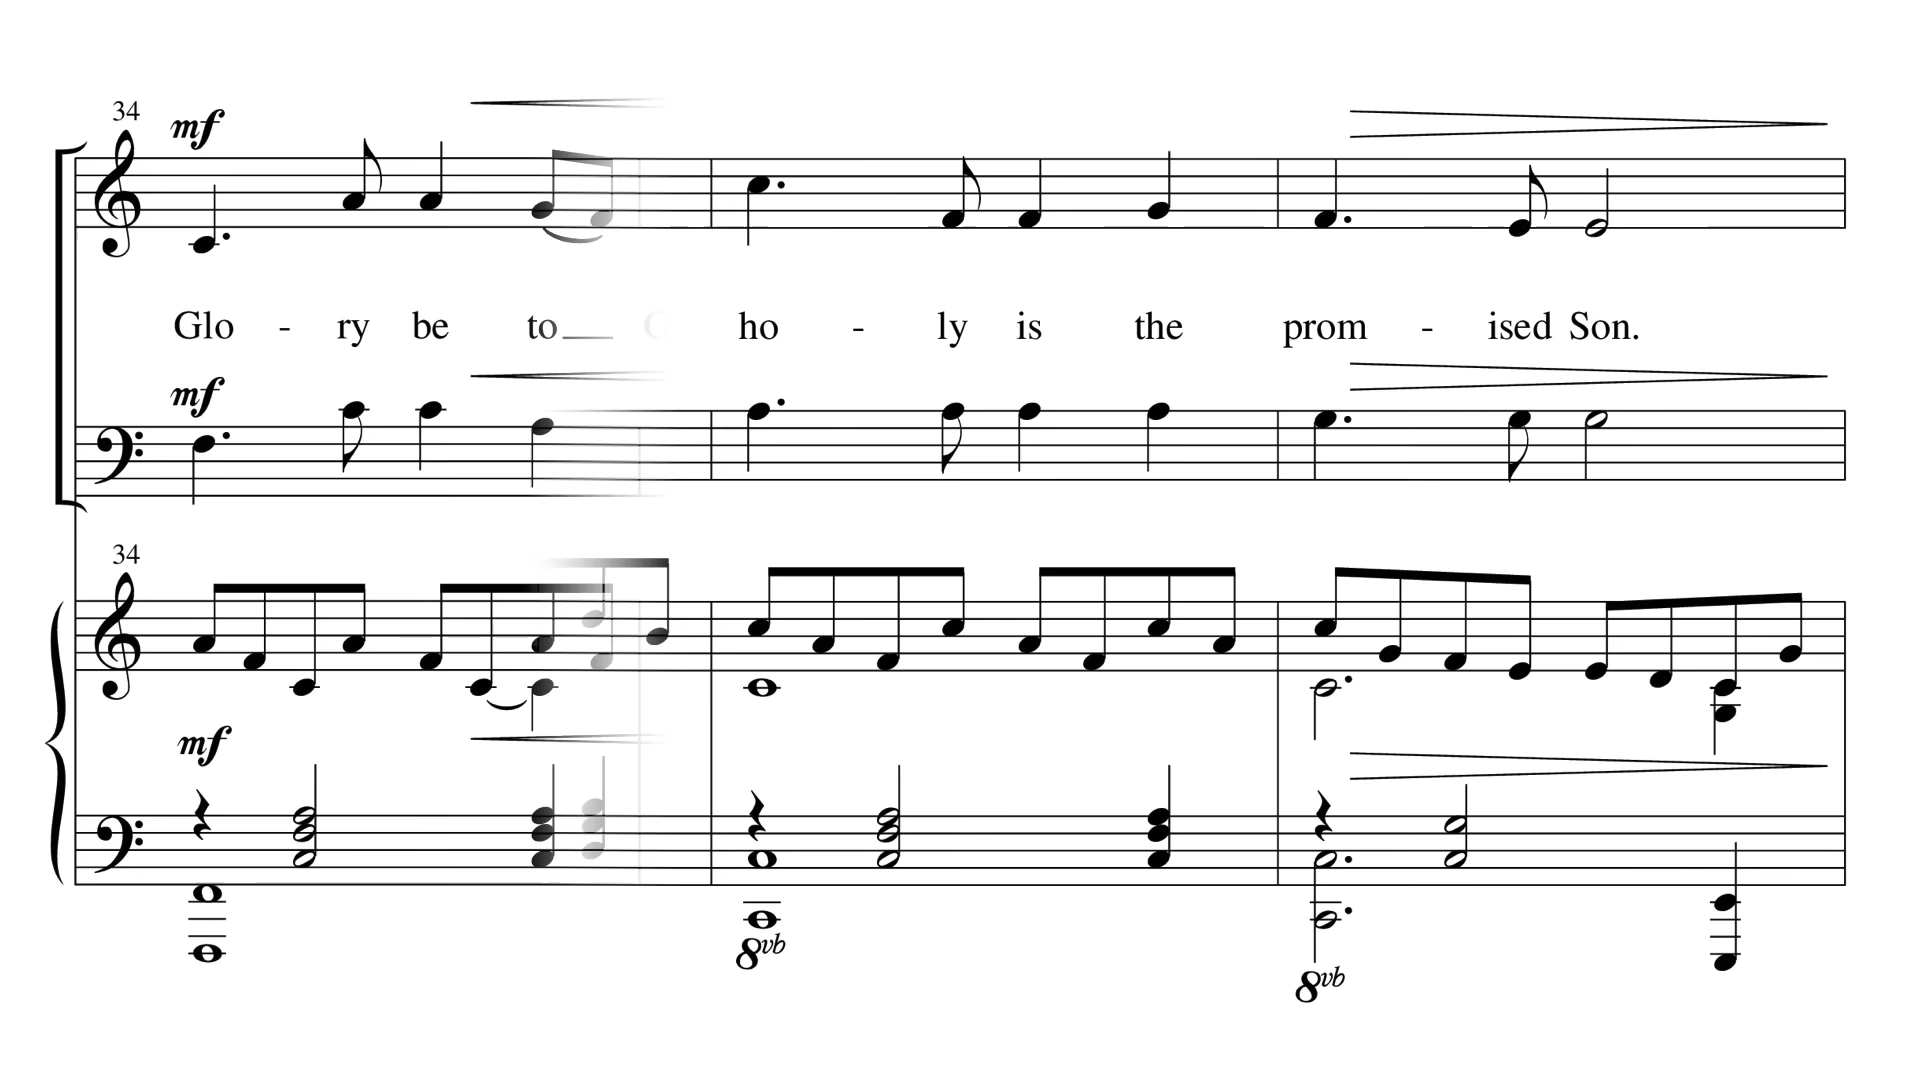 34
mf
Glo - ry be to ho - ly is the prom - ised Son.
mf
34
mf
8vb
8vb